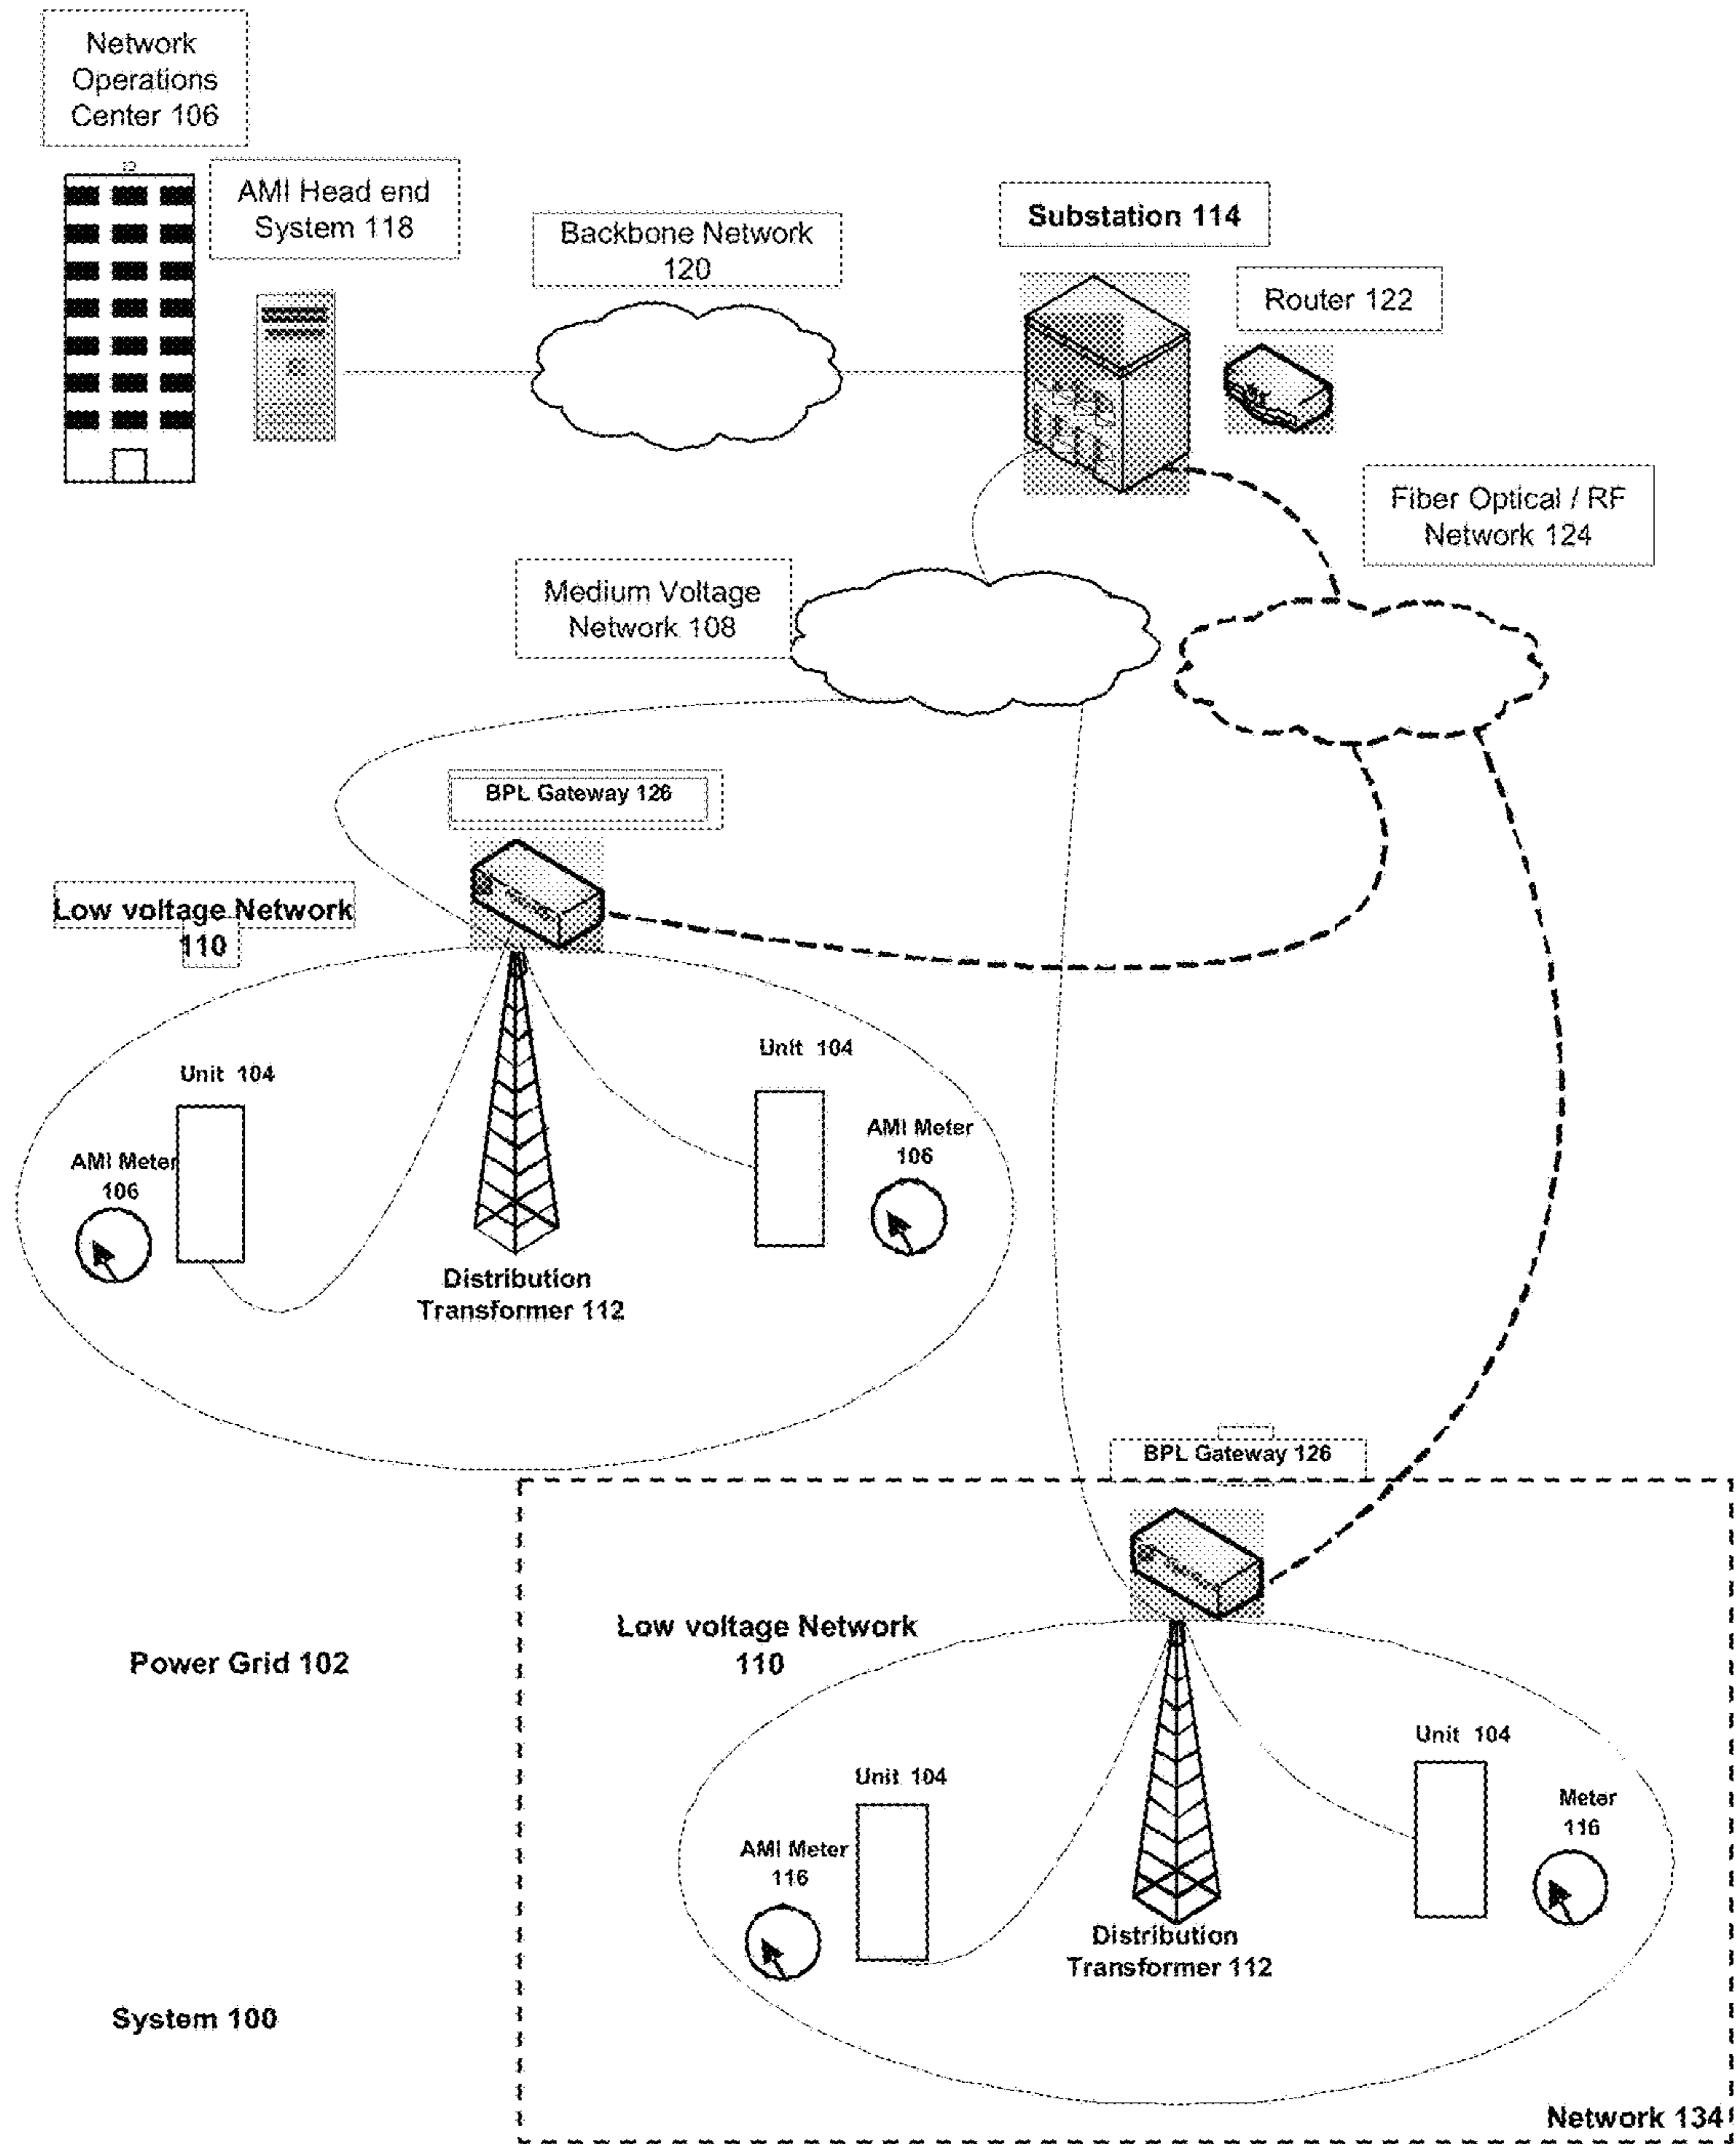 Network
Operations
Center 106
AMI Head end
System 118
Backbone Network
120
Substation 114
Router 122
Fiber Optical / RF
Network 124
Medium Voltage
Network 108
BPL Gateway 126
Low voltage Network
110
Unit 104
Unit 104
AMI Meter
106
AMI Meter
106
Distribution
Transformer 112
BPL Gateway 126
Low voltage Network
110
Power Grid 102
Unit 104
Unit 104
Meter
116
AMI Meter
116
Distribution
Transformer 112
System 100
Network 134